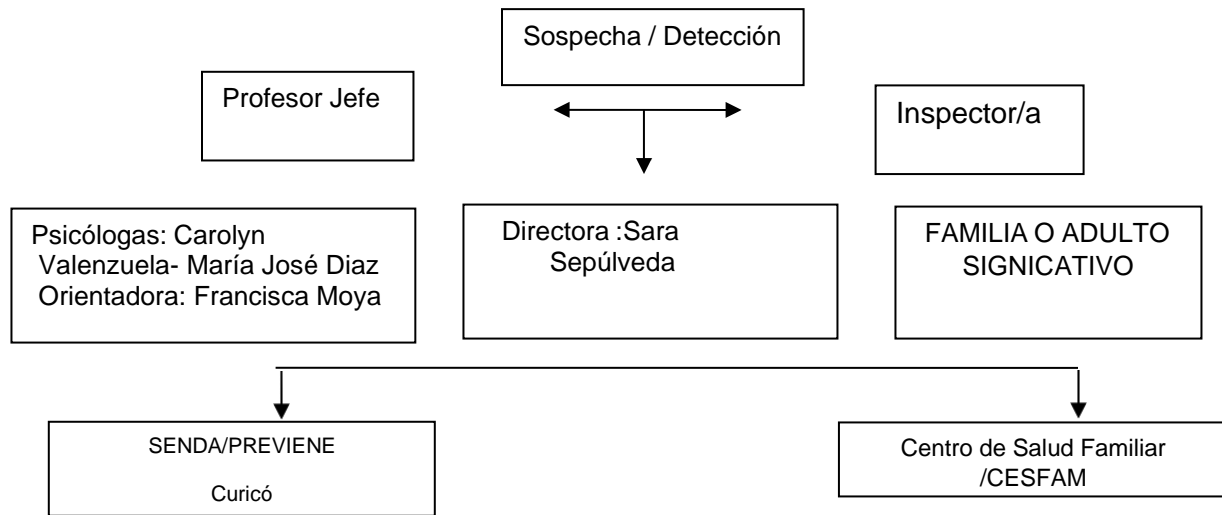 Sospecha / Detección
Profesor Jefe
Inspector/a
Psicólogas: Carolyn
Valenzuela- María José Diaz
Orientadora: Francisca Moya
Directora :Sara
Sepúlveda
FAMILIA O ADULTO
SIGNICATIVO
SENDA/PREVIENE
Curicó
Centro de Salud Familiar
/CESFAM